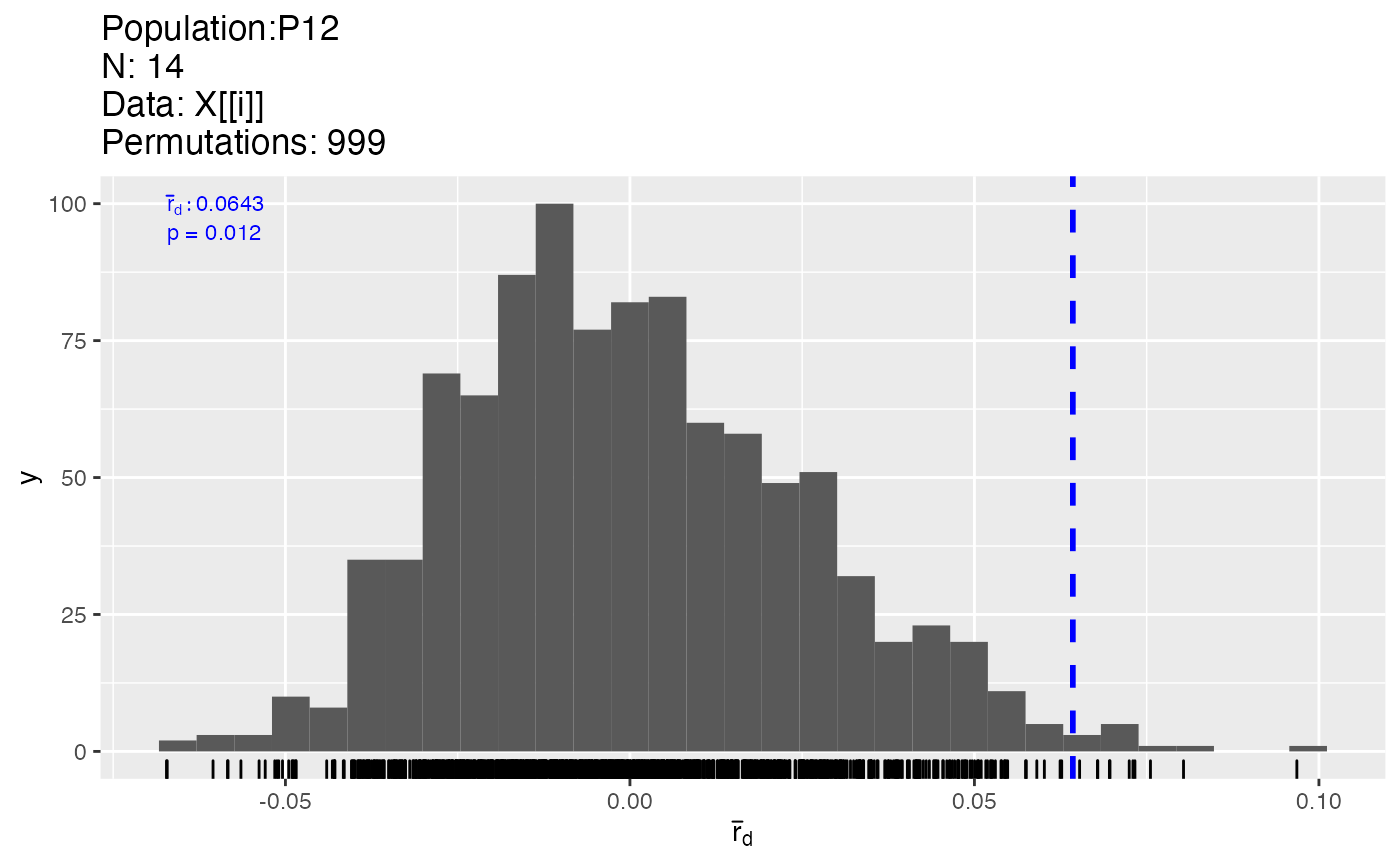 Population:P12
N: 14
Data: X[[i]]
Permutations: 999
r̄d : 0.0643
p = 0.012
100
75
50
25
0
y
-0.05 0.00 0.05 0.10
r̄d